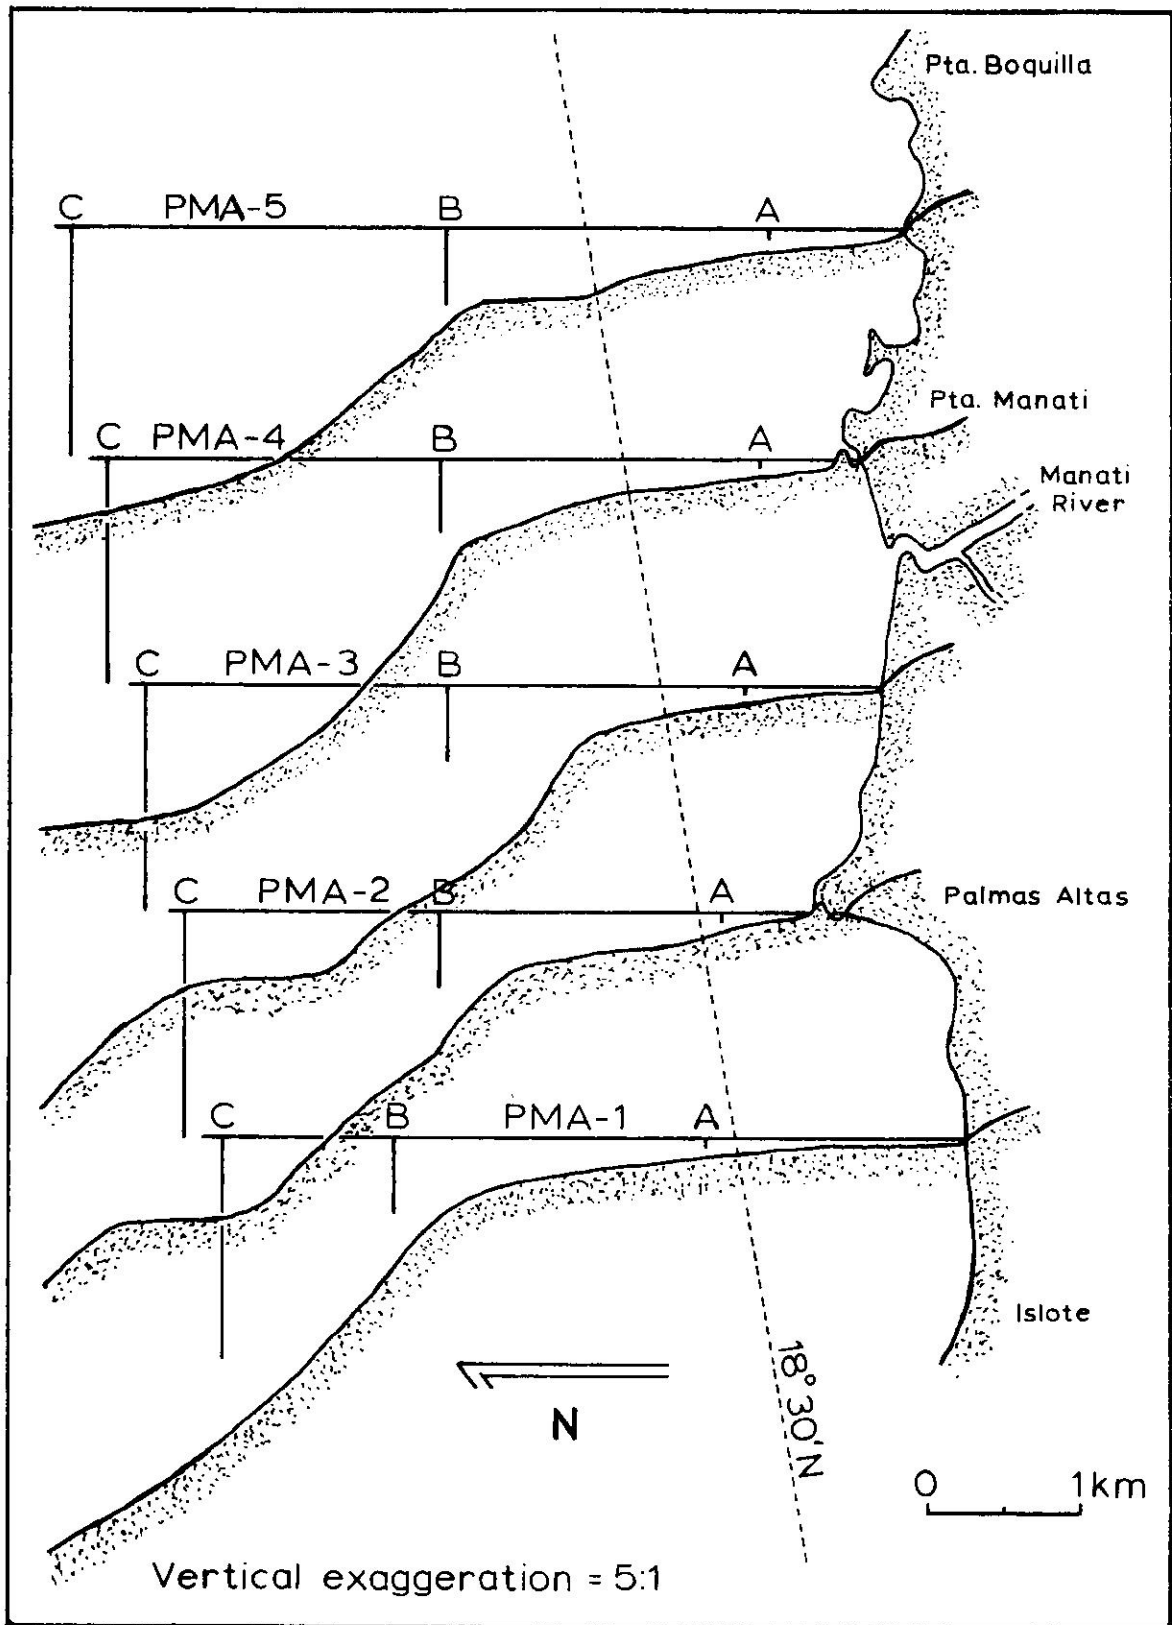 Pta. Boquilla
C PMA-5 B A
Pta. Manati
C PMA-4 B A
Manati
River
C PMA-3 B A
C PMA-2 B A
Palmas Altas
C B PMA-1 A
Islote
18° 30'N
N
0 1km
Vertical exaggeration = 5:1